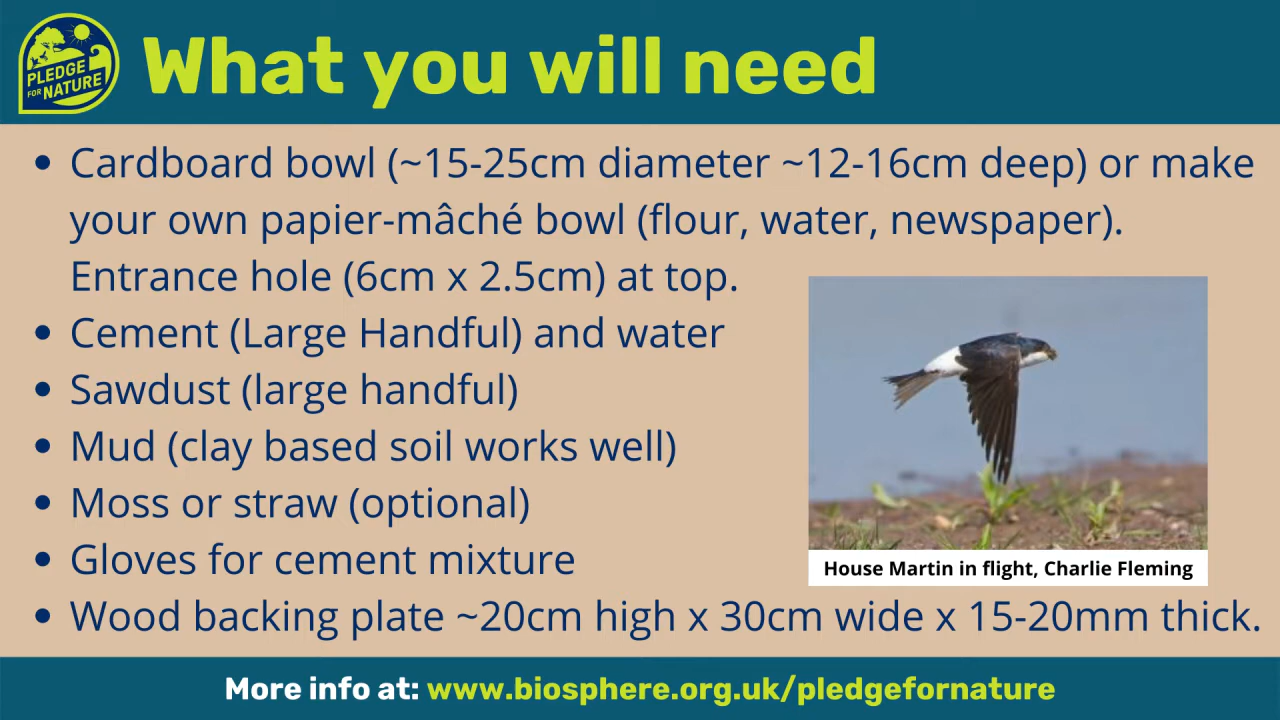 PLEDGE
FOR NATURE
What you will need
• Cardboard bowl (~15-25cm diameter ~12-16cm deep) or make
your own papier-mâché bowl (flour, water, newspaper).
Entrance hole (6cm x 2.5cm) at top.
• Cement (Large Handful) and water
• Sawdust (large handful)
• Mud (clay based soil works well)
• Moss or straw (optional)
• Gloves for cement mixture
• Wood backing plate ~20cm high x 30cm wide x 15-20mm thick.
House Martin in flight, Charlie Fleming
More info at: www.biosphere.org.uk/pledgefornature